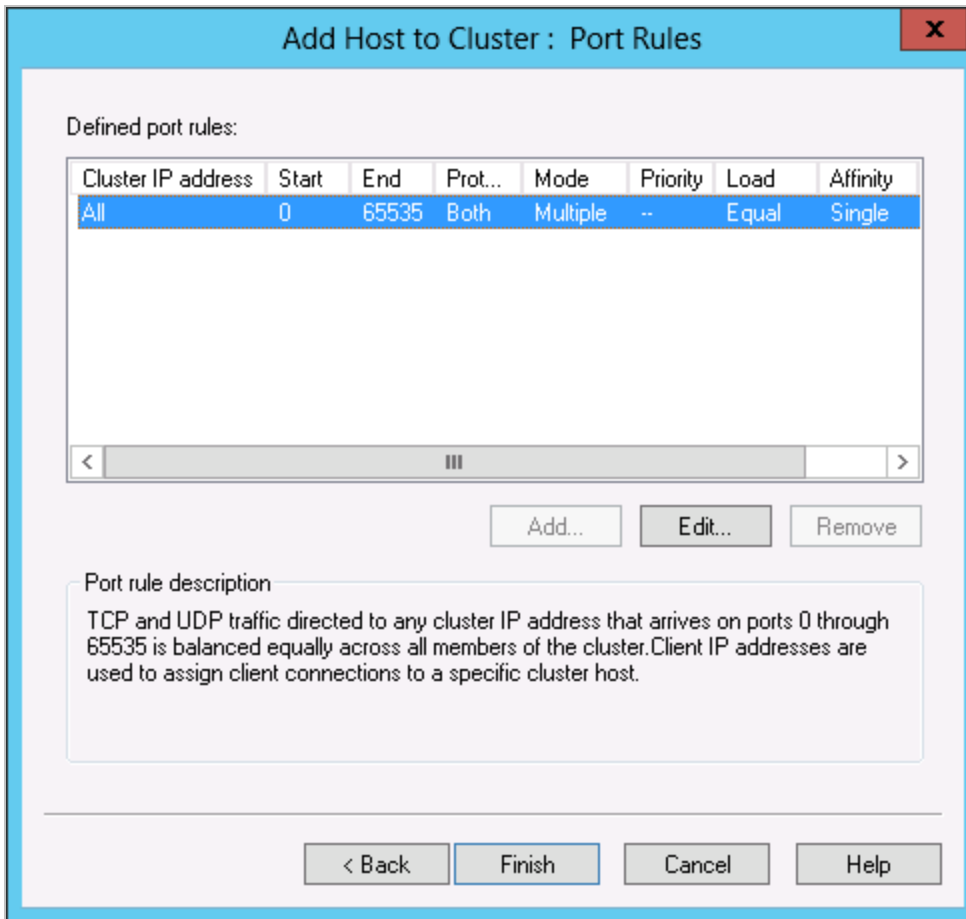 Add Host to Cluster : Port Rules
x
Defined port rules:
Cluster IP address Start End Prot... Mode Priority Load Affinity
All 0 65535 Both Multiple -- Equal Single
Add... Edit... Remove
Port rule description
TCP and UDP traffic directed to any cluster IP address that arrives on ports 0 through
65535 is balanced equally across all members of the cluster.Client IP addresses are
used to assign client connections to a specific cluster host.
< Back Finish Cancel Help